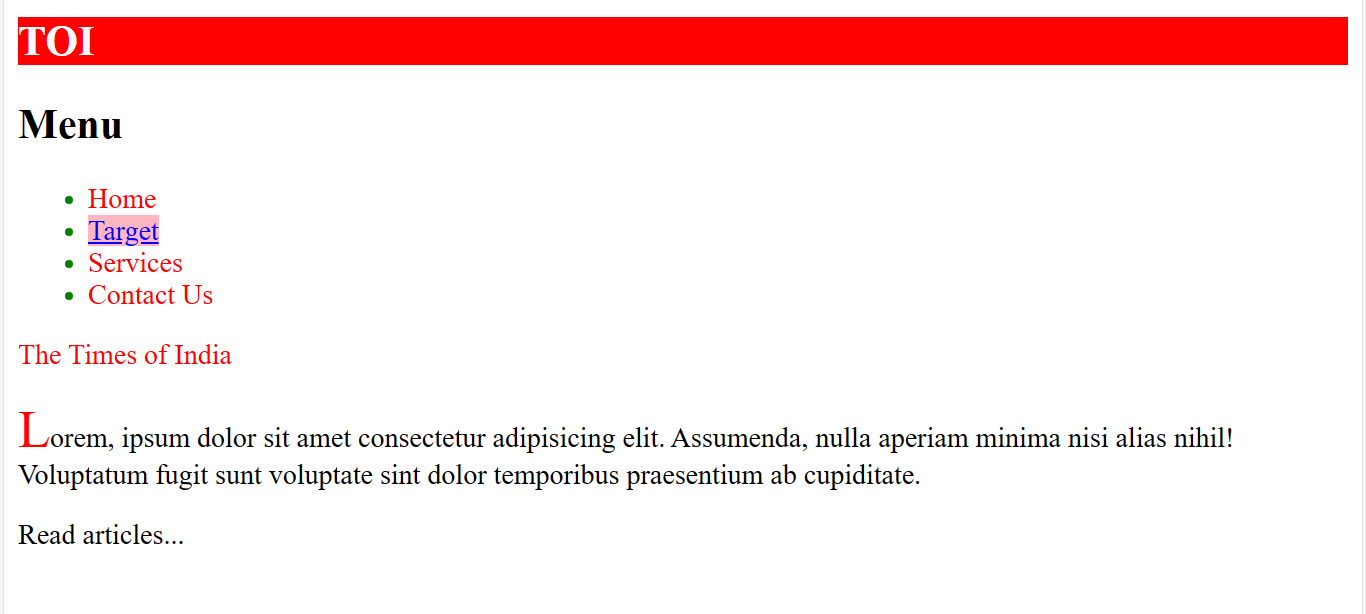 TOI
Menu
Home
Target
Services
Contact Us
The Times of India
Lorem, ipsum dolor sit amet consectetur adipisicing elit. Assumenda, nulla aperiam minima nisi alias nihil!
Voluptatum fugit sunt voluptate sint dolor temporibus praesentium ab cupiditate.
Read articles...